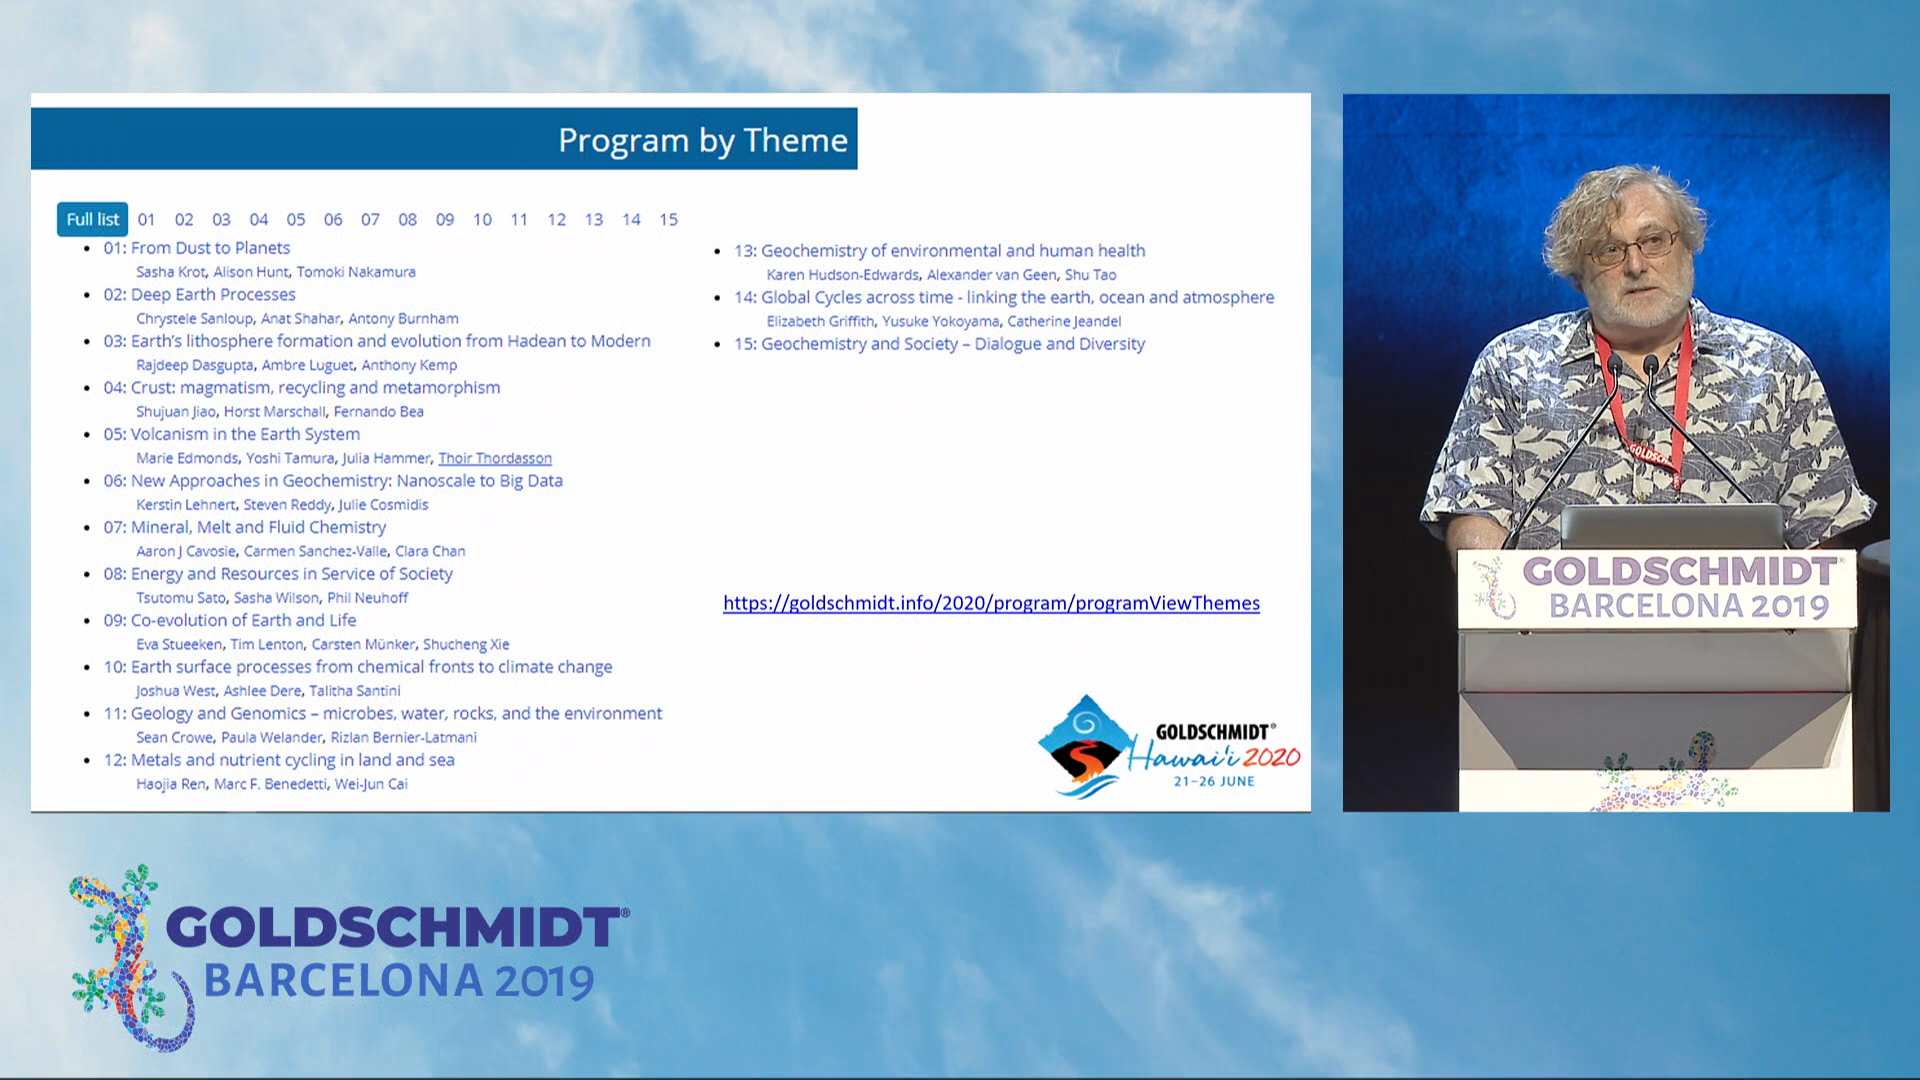 Program by Theme
Full list 01 02 03 04 05 06 07 08 09 10 11 12 13 14 15
01: From Dust to Planets
Sasha Krot, Alison Hunt, Tomoki Nakamura
02: Deep Earth Processes
Chrystele Sanloup, Anat Shahar, Antony Burnham
03: Earth's lithosphere formation and evolution from Hadean to Modern
Rajdeep Dasgupta, Ambre Luguet, Anthony Kemp
04: Crust: magmatism, recycling and metamorphism
Shujuan Jiao, Horst Marschall, Fernando Bea
05: Volcanism in the Earth System
Marie Edmonds, Yoshi Tamura, Julia Hammer, Thoir Thordasson
06: New Approaches in Geochemistry: Nanoscale to Big Data
Kerstin Lehnert, Steven Reddy, Julie Cosmidis
07: Mineral, Melt and Fluid Chemistry
Aaron J Cavosie, Carmen Sanchez-Valle, Clara Chan
08: Energy and Resources in Service of Society
Tsutomu Sato, Sasha Wilson, Phil Neuhoff
09: Co-evolution of Earth and Life
Eva Stueeken, Tim Lenton, Carsten Münker, Shucheng Xie
10: Earth surface processes from chemical fronts to climate change
Joshua West, Ashlee Dere, Talitha Santini
11: Geology and Genomics – microbes, water, rocks, and the environment
Sean Crowe, Paula Welander, Rizlan Bernier-Latmani
12: Metals and nutrient cycling in land and sea
Haojia Ren, Marc F. Benedetti, Wei-Jun Cai
13: Geochemistry of environmental and human health
Karen Hudson-Edwards, Alexander van Geen, Shu Tao
14: Global Cycles across time - linking the earth, ocean and atmosphere
Elizabeth Griffith, Yusuke Yokoyama, Catherine Jeandel
15: Geochemistry and Society – Dialogue and Diversity
https://goldschmidt.info/2020/program/programViewThemes
GOLDSCHMIDT®
Hawai'i 2020
21–26 JUNE
GOLDSCHMIDT®
BARCELONA 2019
GOLDSCHMIDT®
BARCELONA 2019